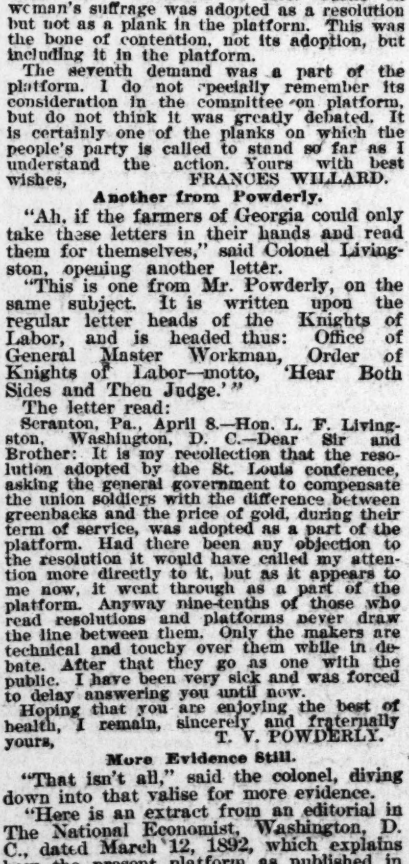 woman's suffrage was adopted as a resolution
but not as a plank in the platform. This was
the bone of contention, not its adoption, but
including it in the platform.
The seventh demand was a part of the
platform. I do not especially remember its
consideration in the committee on platform,
but do not think it was greatly debated. It
is certainly one of the planks on which the
people's party is called to stand so far as I
understand the action. Yours with best
wishes, FRANCES WILLARD.
Another from Powderly.
"Ah, if the farmers of Georgia could only
take these letters in their hands and read
them for themselves," said Colonel Living-
ston, opening another letter.
"This is one from Mr. Powderly, on the
same subject. It is written upon the
regular letter heads of the Knights of
Labor, and is headed thus: Office of
General Master Workman, Order of
Knights of Labor—motto, 'Hear Both
Sides and Then Judge.'"
The letter read:
Scranton, Pa., April 8.—Hon. L. F. Living-
ston, Washington, D. C.—Dear Sir and
Brother: It is my recollection that the reso-
lution adopted by the St. Louis conference,
asking the general government to compensate
the union soldiers with the difference between
greenbacks and the price of gold, during their
term of service, was adopted as a part of the
platform. Had there been any objection to
the resolution it would have called my atten-
tion more directly to it, but as it appears to
me now, it went through as a part of the
platform. Anyway nine-tenths of those who
read resolutions and platforms never draw
the line between them. Only the makers are
technical and touchy over them while in de-
bate. After that they go as one with the
public. I have been very sick and was forced
to delay answering you until now.
Hoping that you are enjoying the best of
health, I remain, sincerely and fraternally
yours, T. V. POWDERLY.
More Evidence Still.
"That isn't all," said the colonel, diving
down into that valise for more evidence.
"Here is an extract from an editorial in
The National Economist, Washington, D.
C., dated March 12, 1892, which explains
how the present platform as published in